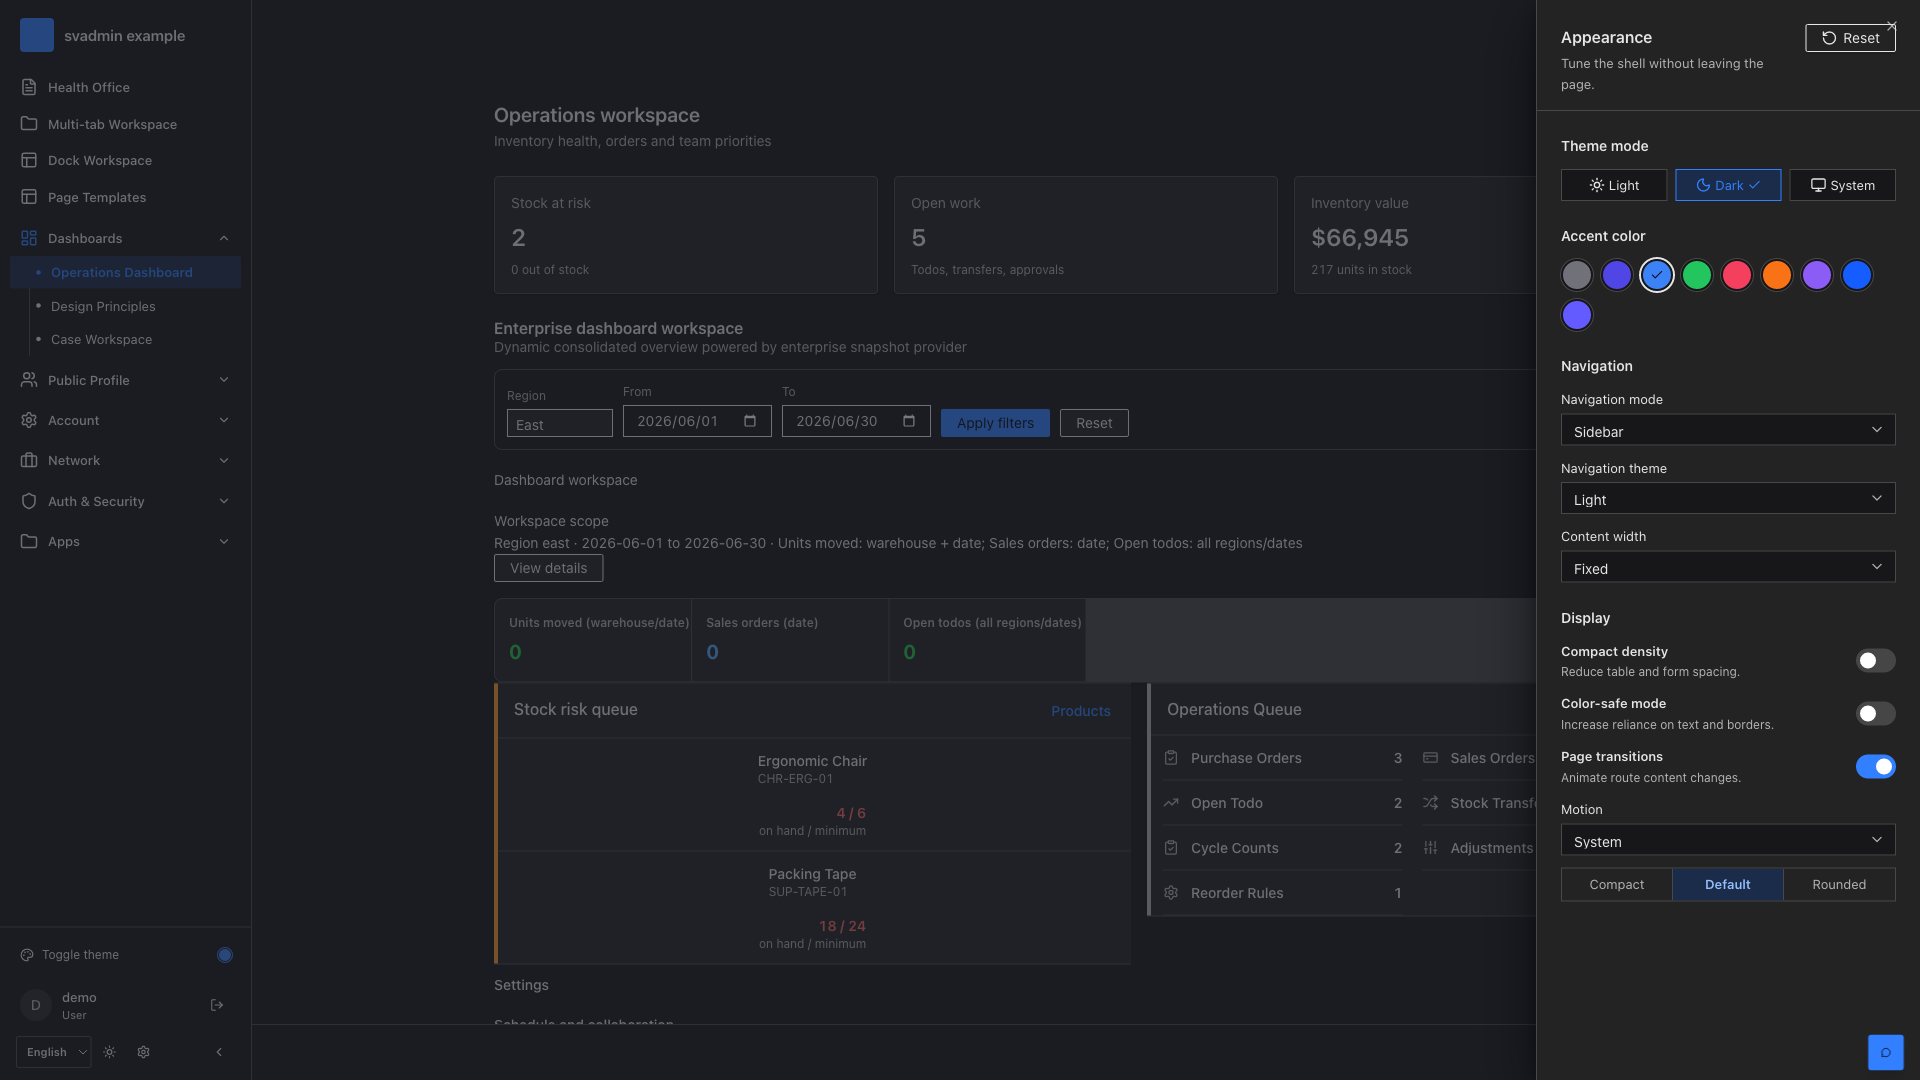 svadmin example
Health Office
Multi-tab Workspace
Dock Workspace
Page Templates
Dashboards
Operations Dashboard
Design Principles
Case Workspace
Public Profile
Account
Network
Auth & Security
Apps
Toggle theme
D
demo
User
English
Operations workspace
Inventory health, orders and team priorities
Stock at risk
2
0 out of stock
Open work
5
Todos, transfers, approvals
Inventory value
$66,945
217 units in stock
Enterprise dashboard workspace
Dynamic consolidated overview powered by enterprise snapshot provider
Region
East
From
2026/06/01
To
2026/06/30
Apply filters
Reset
Dashboard workspace
Workspace scope
Region east · 2026-06-01 to 2026-06-30 · Units moved: warehouse + date; Sales orders: date; Open todos: all regions/dates
View details
Units moved (warehouse/date)
0
Sales orders (date)
0
Open todos (all regions/dates)
0
Stock risk queue
Products
Ergonomic Chair
CHR-ERG-01
4 / 6
on hand / minimum
Packing Tape
SUP-TAPE-01
18 / 24
on hand / minimum
Operations Queue
Purchase Orders 3
Sales Orders
Open Todo 2
Stock Transf
Cycle Counts 2
Adjustments
Reorder Rules 1
Settings
Schedule and collaboration
Appearance
Tune the shell without leaving the
page.
Reset
Theme mode
Light
Dark
System
Accent color
Navigation
Navigation mode
Sidebar
Navigation theme
Light
Content width
Fixed
Display
Compact density
Reduce table and form spacing.
Color-safe mode
Increase reliance on text and borders.
Page transitions
Animate route content changes.
Motion
System
Compact
Default
Rounded